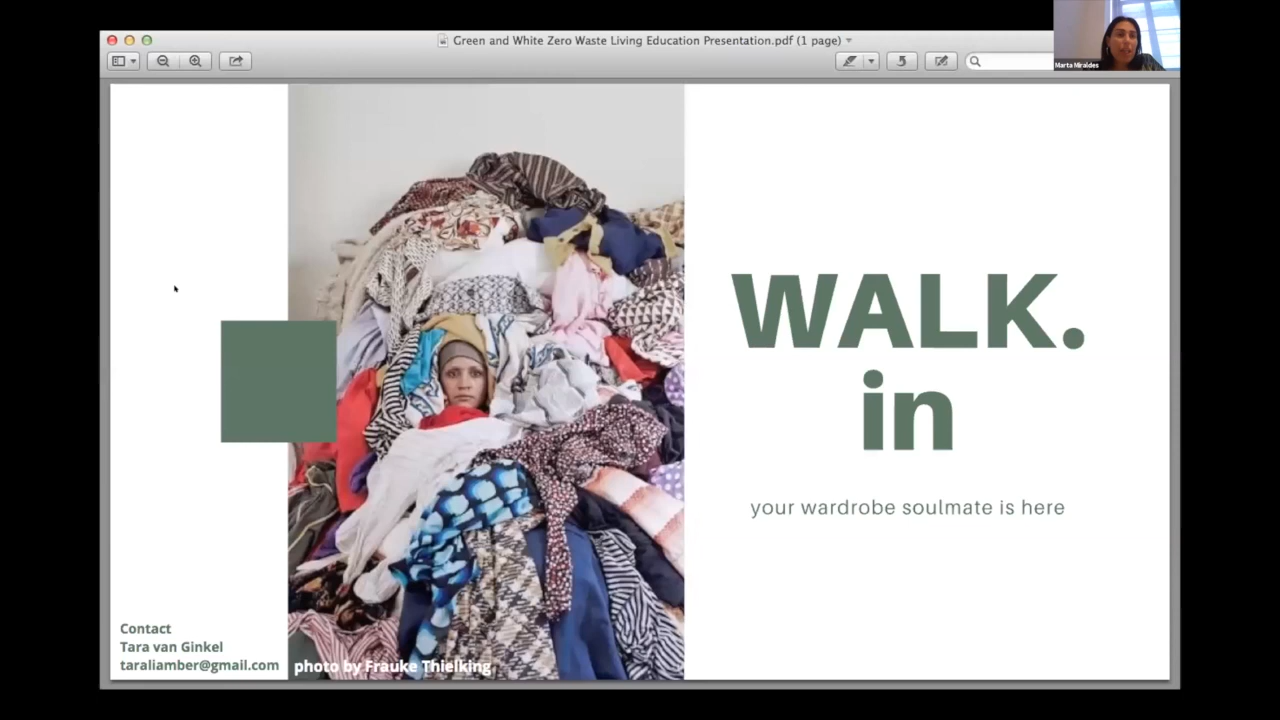 Green and White Zero Waste Living Education Presentation.pdf (1 page)
Marta Miraldes
WALK.
in
your wardrobe soulmate is here
Contact
Tara van Ginkel
taraliamber@gmail.com
photo by Frauke Thielking